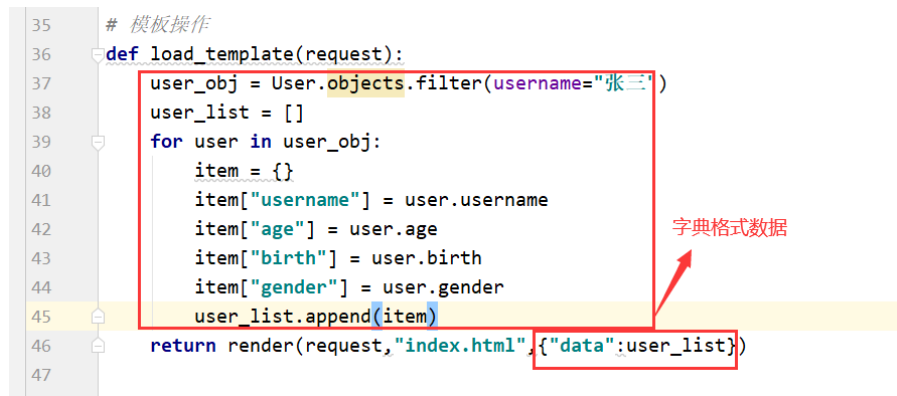 35 # 模板操作
36 def load_template(request):
37 user_obj = User.objects.filter(username="张三")
38 user_list = []
39 for user in user_obj:
40 item = {}
41 item["username"] = user.username
42 item["age"] = user.age
字典格式数据
43 item["birth"] = user.birth
44 item["gender"] = user.gender
45 user_list.append(item)
46 return render(request,"index.html",{"data":user_list})
47